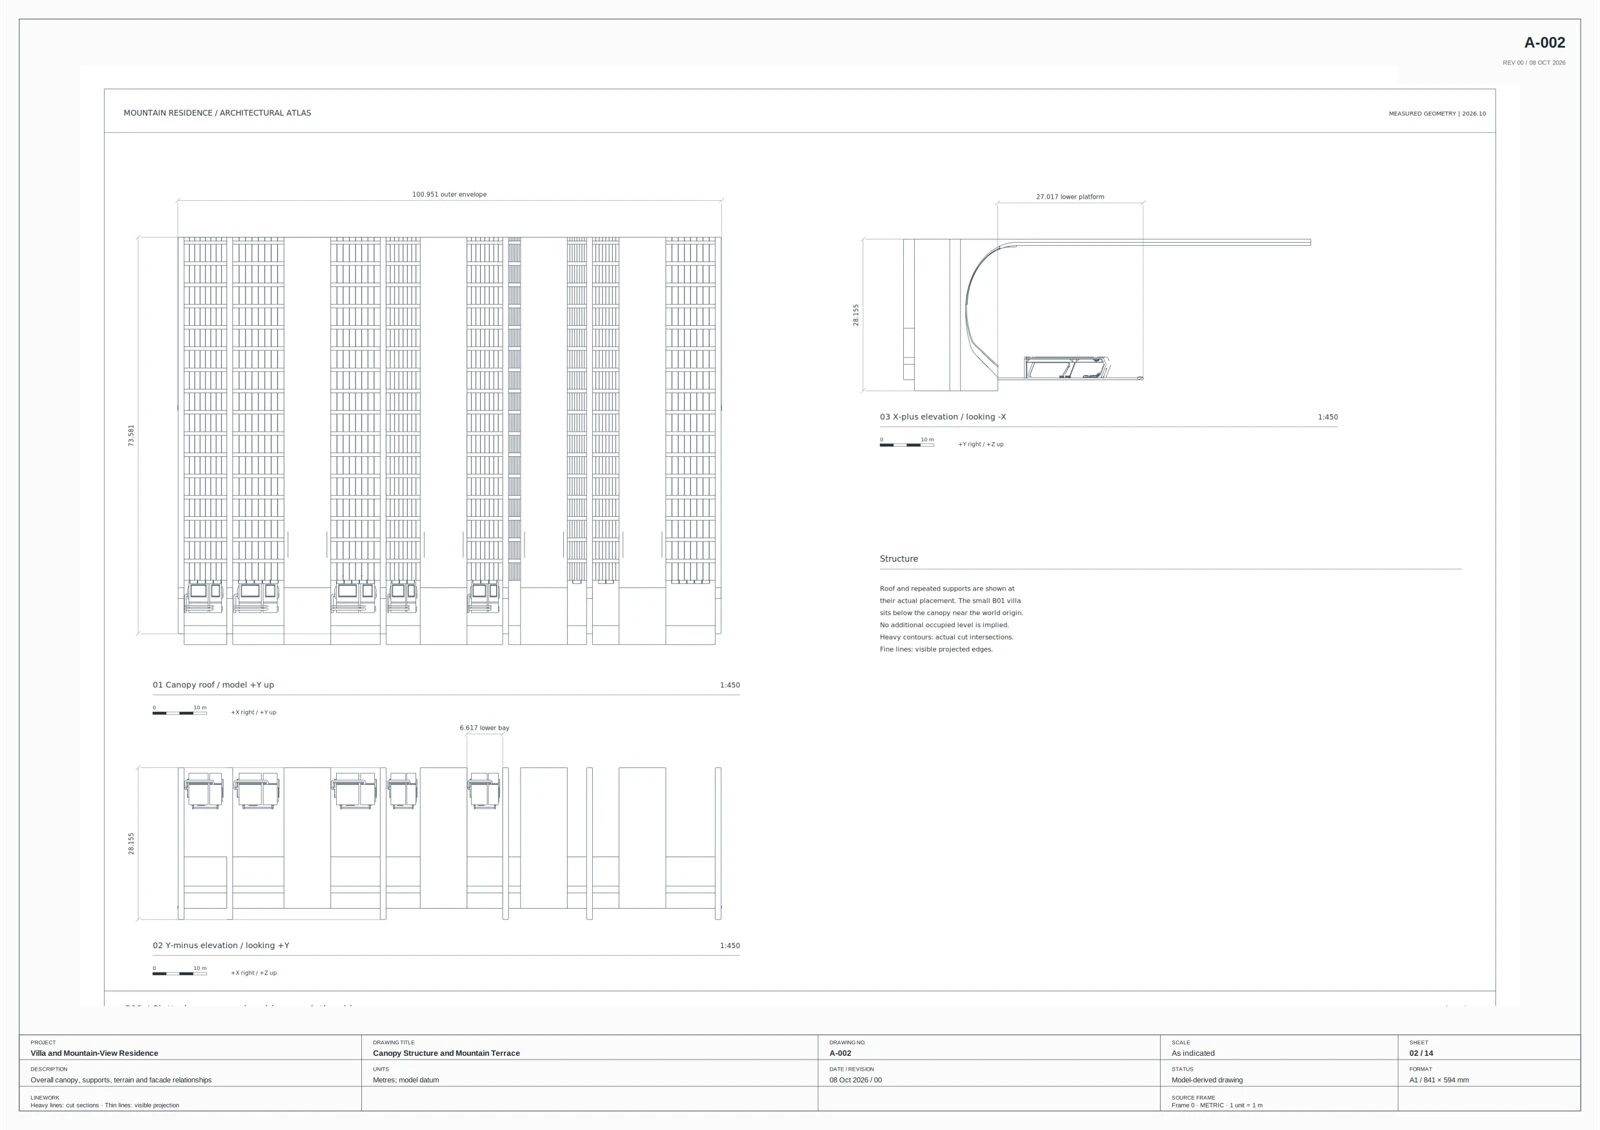 A-002
REV 00 / 08 OCT 2026
MOUNTAIN RESIDENCE / ARCHITECTURAL ATLAS
MEASURED GEOMETRY | 2026.10
100.951 outer envelope
73.581
01 Canopy roof / model +Y up
1:450
0
10 m
+X right / +Y up
6.617 lower bay
28.155
02 Y-minus elevation / looking +Y
1:450
0
10 m
+X right / +Z up
27.017 lower platform
28.155
03 X-plus elevation / looking -X
1:450
0
10 m
+Y right / +Z up
Structure
Roof and repeated supports are shown at
their actual placement. The small B01 villa
sits below the canopy near the world origin.
No additional occupied level is implied.
Heavy contours: actual cut intersections.
Fine lines: visible projected edges.
PROJECT
Villa and Mountain-View Residence
DRAWING TITLE
Canopy Structure and Mountain Terrace
DRAWING NO.
A-002
SCALE
As indicated
SHEET
02 / 14
DESCRIPTION
Overall canopy, supports, terrain and facade relationships
UNITS
Metres; model datum
DATE / REVISION
08 Oct 2026 / 00
STATUS
Model-derived drawing
FORMAT
A1 / 841 × 594 mm
LINEWORK
Heavy lines: cut sections · Thin lines: visible projection
SOURCE FRAME
Frame 0 · METRIC · 1 unit = 1 m